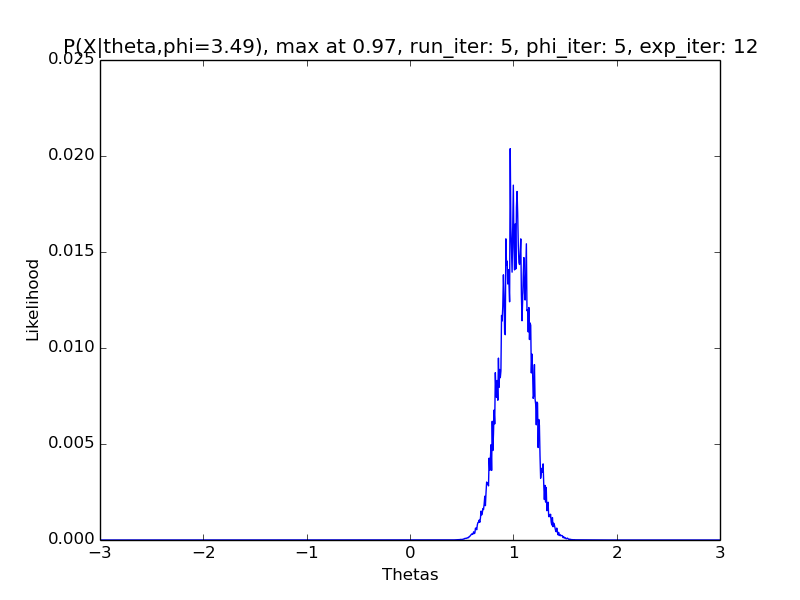 P(X|theta,phi=3.49), max at 0.97, run_iter: 5, phi_iter: 5, exp_iter: 12
0.025
0.020
0.015
0.010
0.005
0.000
Likelihood
−3 −2 −1 0 1 2 3
Thetas